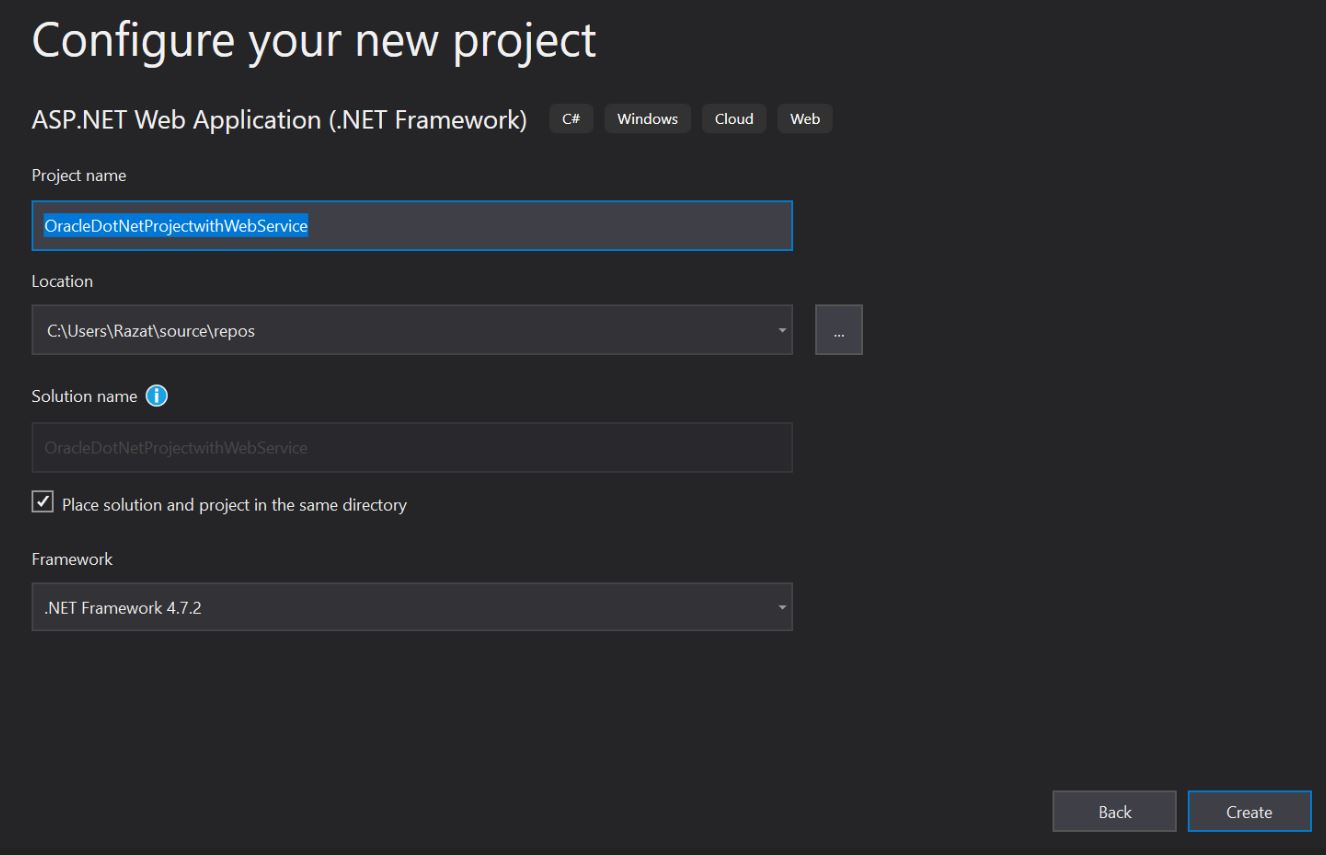 Configure your new project
ASP.NET Web Application (.NET Framework) C# Windows Cloud Web
Project name
OracleDotNetProjectwithWebService
Location
C:\Users\Razat\source\repos
...
Solution name
OracleDotNetProjectwithWebService
Place solution and project in the same directory
Framework
.NET Framework 4.7.2
Back Create